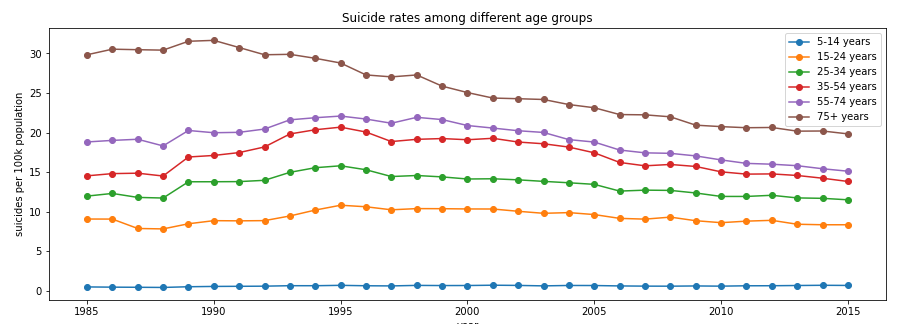 Suicide rates among different age groups
suicides per 100k population
30
25
20
15
10
5
0
5-14 years
15-24 years
25-34 years
35-54 years
55-74 years
75+ years
1985
1990
1995
2000
2005
2010
2015